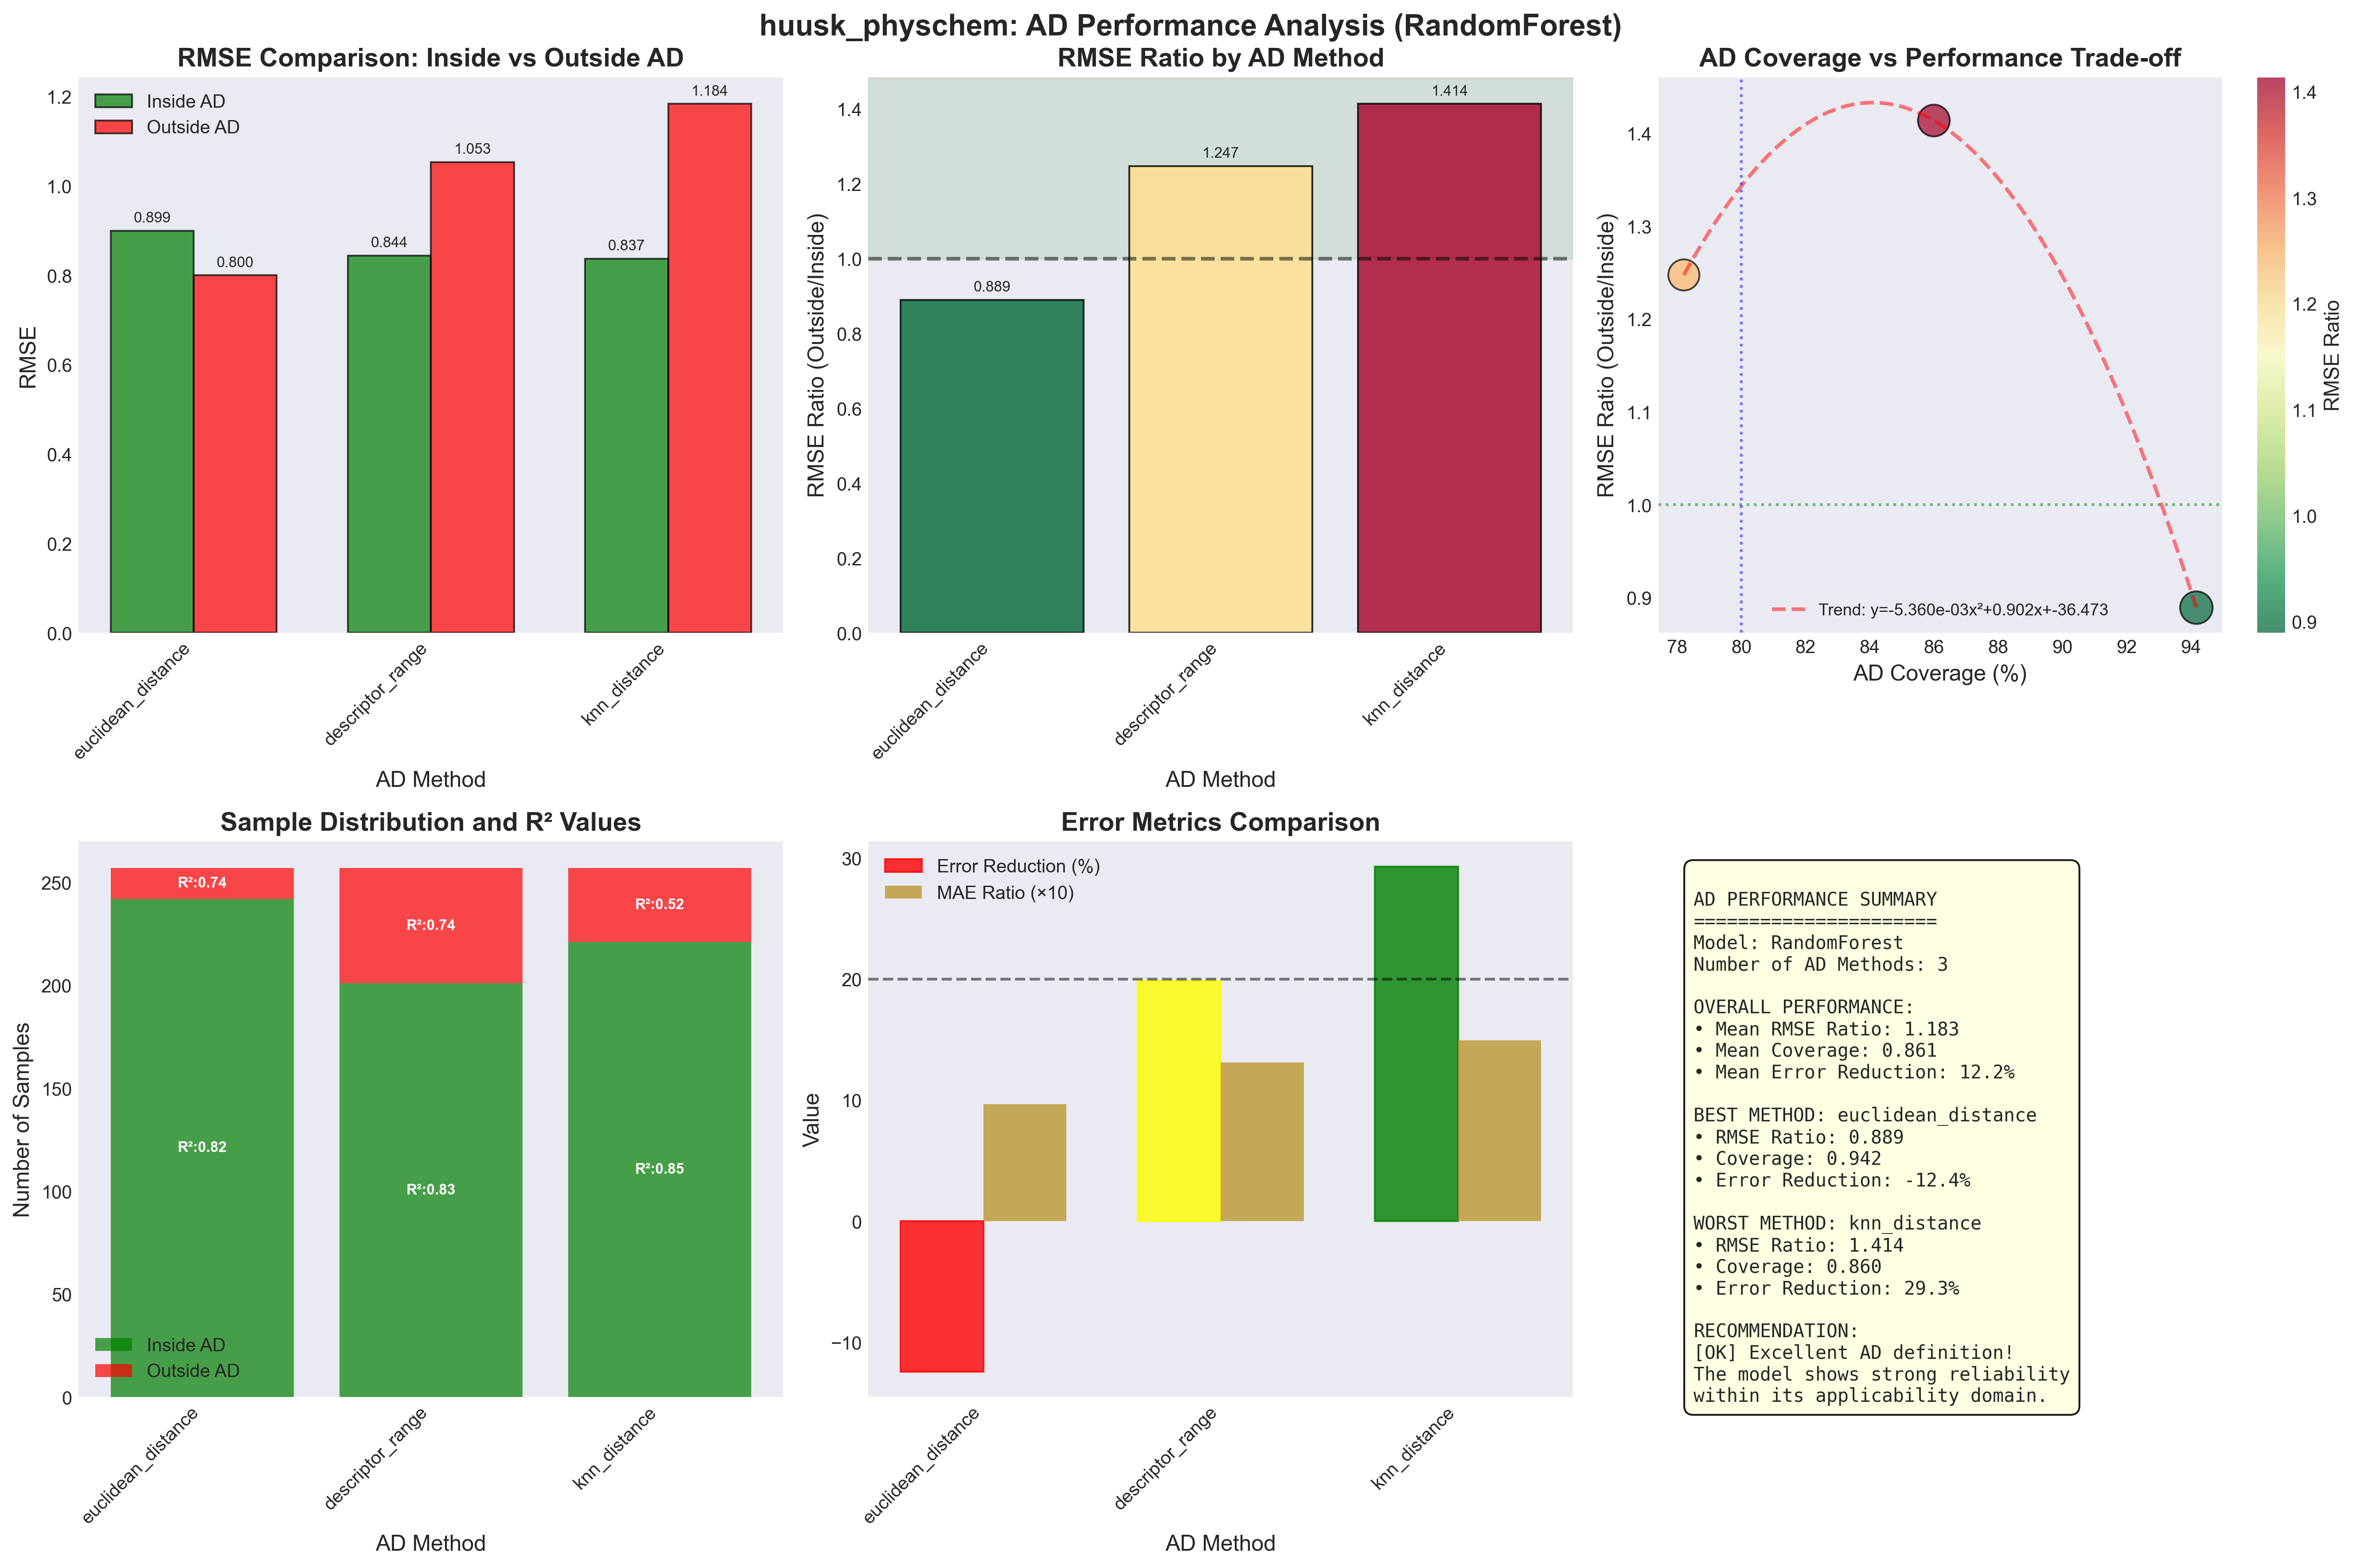 huusk_physchem: AD Performance Analysis (RandomForest)
RMSE Comparison: Inside vs Outside AD
Inside AD
Outside AD
RMSE
1.2
1.0
0.8
0.6
0.4
0.2
0.0
0.899
0.800
0.844
1.053
0.837
1.184
euclidean_distance
descriptor_range
knn_distance
AD Method
RMSE Ratio by AD Method
RMSE Ratio (Outside/Inside)
1.4
1.2
1.0
0.8
0.6
0.4
0.2
0.0
0.889
1.247
1.414
euclidean_distance
descriptor_range
knn_distance
AD Method
AD Coverage vs Performance Trade-off
RMSE Ratio (Outside/Inside)
1.4
1.3
1.2
1.1
1.0
0.9
Trend: y=-5.360e-03x²+0.902x+-36.473
78
80
82
84
86
88
90
92
94
AD Coverage (%)
1.4
1.3
1.2
1.1
1.0
0.9
RMSE Ratio
Sample Distribution and R² Values
Number of Samples
250
200
150
100
50
0
R²:0.74
R²:0.82
R²:0.74
R²:0.83
R²:0.52
R²:0.85
Inside AD
Outside AD
euclidean_distance
descriptor_range
knn_distance
AD Method
Error Metrics Comparison
Error Reduction (%)
MAE Ratio (×10)
Value
30
20
10
0
−10
euclidean_distance
descriptor_range
knn_distance
AD Method
AD PERFORMANCE SUMMARY
======================
Model: RandomForest
Number of AD Methods: 3
OVERALL PERFORMANCE:
• Mean RMSE Ratio: 1.183
• Mean Coverage: 0.861
• Mean Error Reduction: 12.2%
BEST METHOD: euclidean_distance
• RMSE Ratio: 0.889
• Coverage: 0.942
• Error Reduction: -12.4%
WORST METHOD: knn_distance
• RMSE Ratio: 1.414
• Coverage: 0.860
• Error Reduction: 29.3%
RECOMMENDATION:
[OK] Excellent AD definition!
The model shows strong reliability
within its applicability domain.